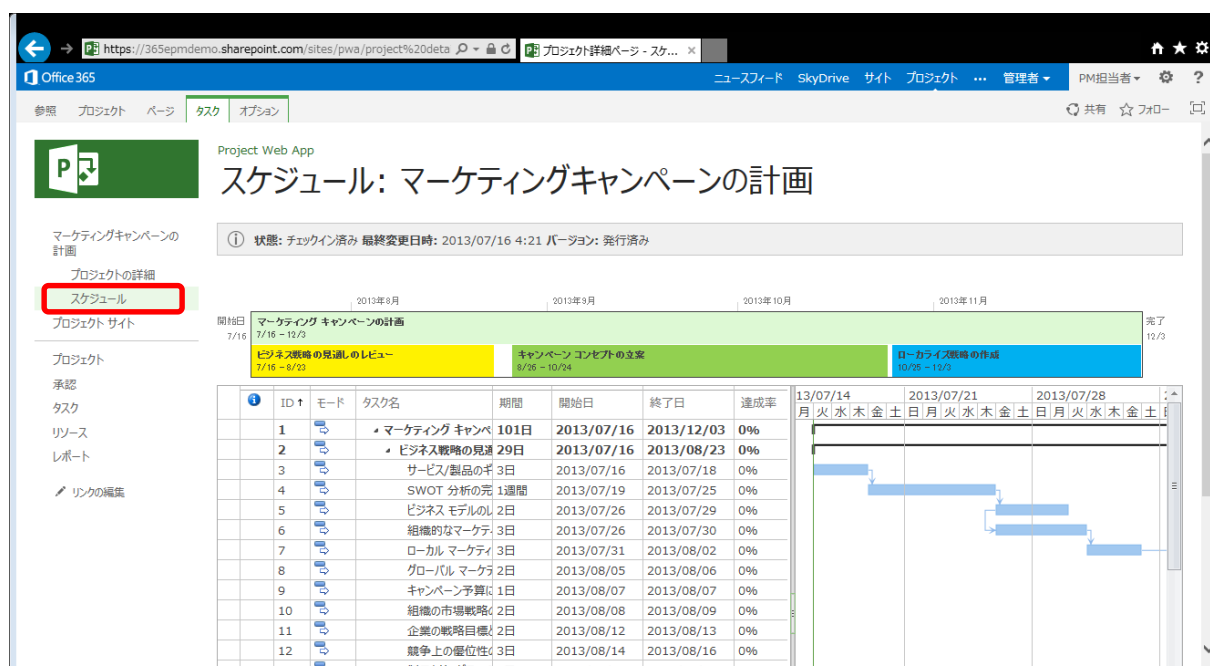 https://365epmdemo.sharepoint.com/sites/pwa/project%20deta
プロジェクト詳細ページ - スケ... ×
Office 365
ニュースフィード SkyDrive サイト プロジェクト ••• 管理者 PM担当者 ?
参照 プロジェクト ページ タスク オプション 共有 フォロー
P
Project Web App
スケジュール: マーケティングキャンペーンの計画
マーケティングキャンペーンの
計画
プロジェクトの詳細
スケジュール
プロジェクト サイト
プロジェクト
承認
タスク
リソース
レポート
リンクの編集
状態: チェックイン済み 最終変更日時: 2013/07/16 4:21 バージョン: 発行済み
2013年8月 2013年9月 2013年10月 2013年11月
開始日
7/16
マーケティング キャンペーンの計画
7/16 - 12/3
完了
12/3
ビジネス戦略の見通しのレビュー
7/16 - 8/23
キャンペーン コンセプトの立案
8/26 - 10/24
ローカライズ戦略の作成
10/25 - 12/3
ID↑ モード タスク名 期間 開始日 終了日 達成率
13/07/14 2013/07/21 2013/07/28
月 火 水 木 金 土 日 月 火 水 木 金 土 日 月 火 水 木 金 土
1 マーケティング キャンペ 101日 2013/07/16 2013/12/03 0%
2 ビジネス戦略の見通 29日 2013/07/16 2013/08/23 0%
3 サービス/製品のギ 3日 2013/07/16 2013/07/18 0%
4 SWOT 分析の完 1週間 2013/07/19 2013/07/25 0%
5 ビジネス モデルのレ 2日 2013/07/26 2013/07/29 0%
6 組織的なマーケテ 3日 2013/07/26 2013/07/30 0%
7 ローカル マーケティ 3日 2013/07/31 2013/08/02 0%
8 グローバル マーケテ 2日 2013/08/05 2013/08/06 0%
9 キャンペーン予算に 1日 2013/08/07 2013/08/07 0%
10 組織の市場戦略 2日 2013/08/08 2013/08/09 0%
11 企業の戦略目標 2日 2013/08/12 2013/08/13 0%
12 競争上の優位性 3日 2013/08/14 2013/08/16 0%